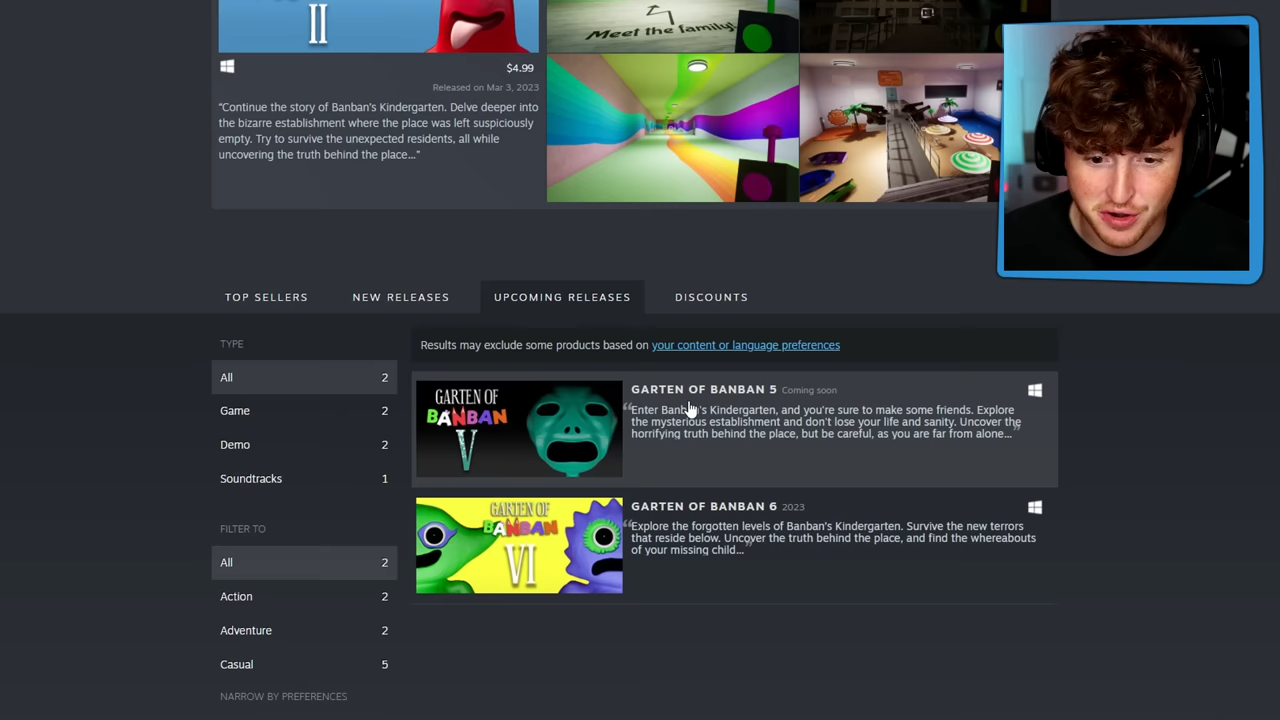 II
Meet the family!
$4.99
Released on Mar 3, 2023
“Continue the story of Banban's Kindergarten. Delve deeper into
the bizarre establishment where the place was left suspiciously
empty. Try to survive the unexpected residents, all while
uncovering the truth behind the place...”
TOP SELLERS NEW RELEASES UPCOMING RELEASES DISCOUNTS
TYPE
All 2
Game 2
Demo 2
Soundtracks 1
FILTER TO
All 2
Action 2
Adventure 2
Casual 5
NARROW BY PREFERENCES
Results may exclude some products based on your content or language preferences
GARTEN OF
BANBAN
V
GARTEN OF BANBAN 5 Coming soon
“Enter Banban's Kindergarten, and you're sure to make some friends. Explore
the mysterious establishment and don't lose your life and sanity. Uncover the
horrifying truth behind the place, but be careful, as you are far from alone...”
GARTEN OF
BANBAN
VI
GARTEN OF BANBAN 6 2023
“Explore the forgotten levels of Banban's Kindergarten. Survive the new terrors
that reside below. Uncover the truth behind the place, and find the whereabouts
of your missing child...”